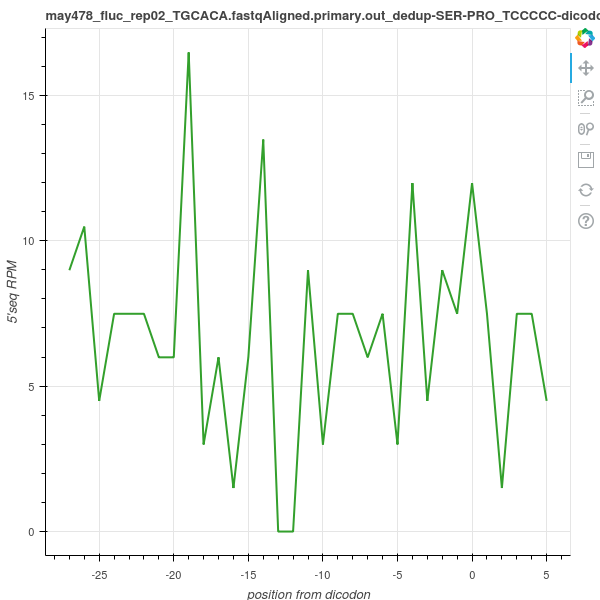 may478_fluc_rep02_TGCACA.fastqAligned.primary.out_dedup-SER-PRO_TCCCCC-dicodo
15
10
5
0
5'seq RPM
-25 -20 -15 -10 -5 0 5
position from dicodon